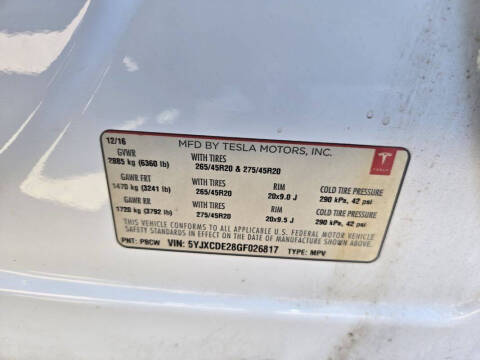 12/16
MFD BY TESLA MOTORS, INC.
GVWR WITH TIRES
2885 kg (6360 lb) 265/45R20 & 275/45R20
GAWR FRT WITH TIRES RIM COLD TIRE PRESSURE
1470 kg (3241 lb) 265/45R20 20x9.0 J 290 kPa, 42 psi
GAWR RR WITH TIRES RIM COLD TIRE PRESSURE
1720 kg (3792 lb) 275/45R20 20x9.5 J 290 kPa, 42 psi
THIS VEHICLE CONFORMS TO ALL APPLICABLE U.S. FEDERAL MOTOR VEHICLE
SAFETY STANDARDS IN EFFECT ON THE DATE OF MANUFACTURE SHOWN ABOVE.
PNT: PBCW VIN: 5YJXCDE28GF026817 TYPE: MPV
TESLA